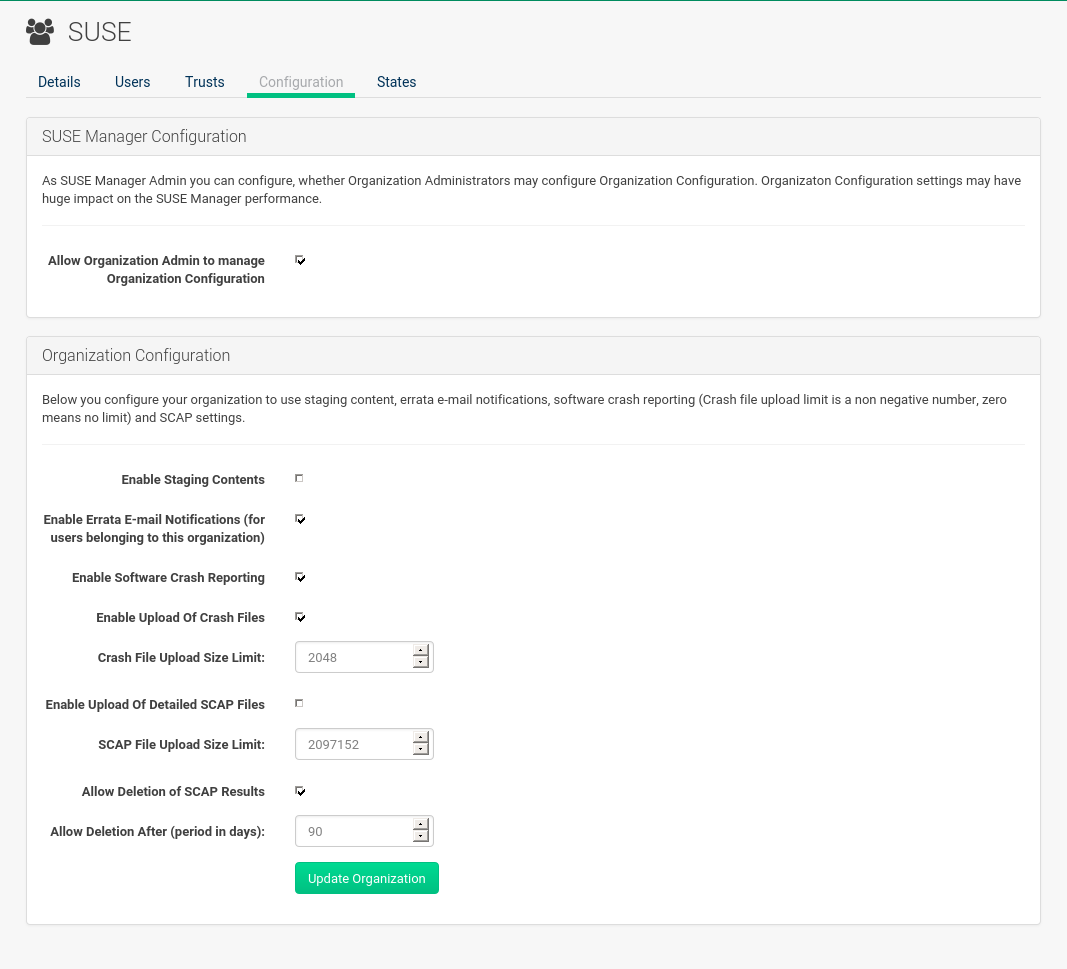 SUSE
Details Users Trusts Configuration States
SUSE Manager Configuration
As SUSE Manager Admin you can configure, whether Organization Administrators may configure Organization Configuration. Organizaton Configuration settings may have
huge impact on the SUSE Manager performance.
Allow Organization Admin to manage
Organization Configuration
Organization Configuration
Below you configure your organization to use staging content, errata e-mail notifications, software crash reporting (Crash file upload limit is a non negative number, zero
means no limit) and SCAP settings.
Enable Staging Contents
Enable Errata E-mail Notifications (for
users belonging to this organization)
Enable Software Crash Reporting
Enable Upload Of Crash Files
Crash File Upload Size Limit: 2048
Enable Upload Of Detailed SCAP Files
SCAP File Upload Size Limit: 2097152
Allow Deletion of SCAP Results
Allow Deletion After (period in days): 90
Update Organization